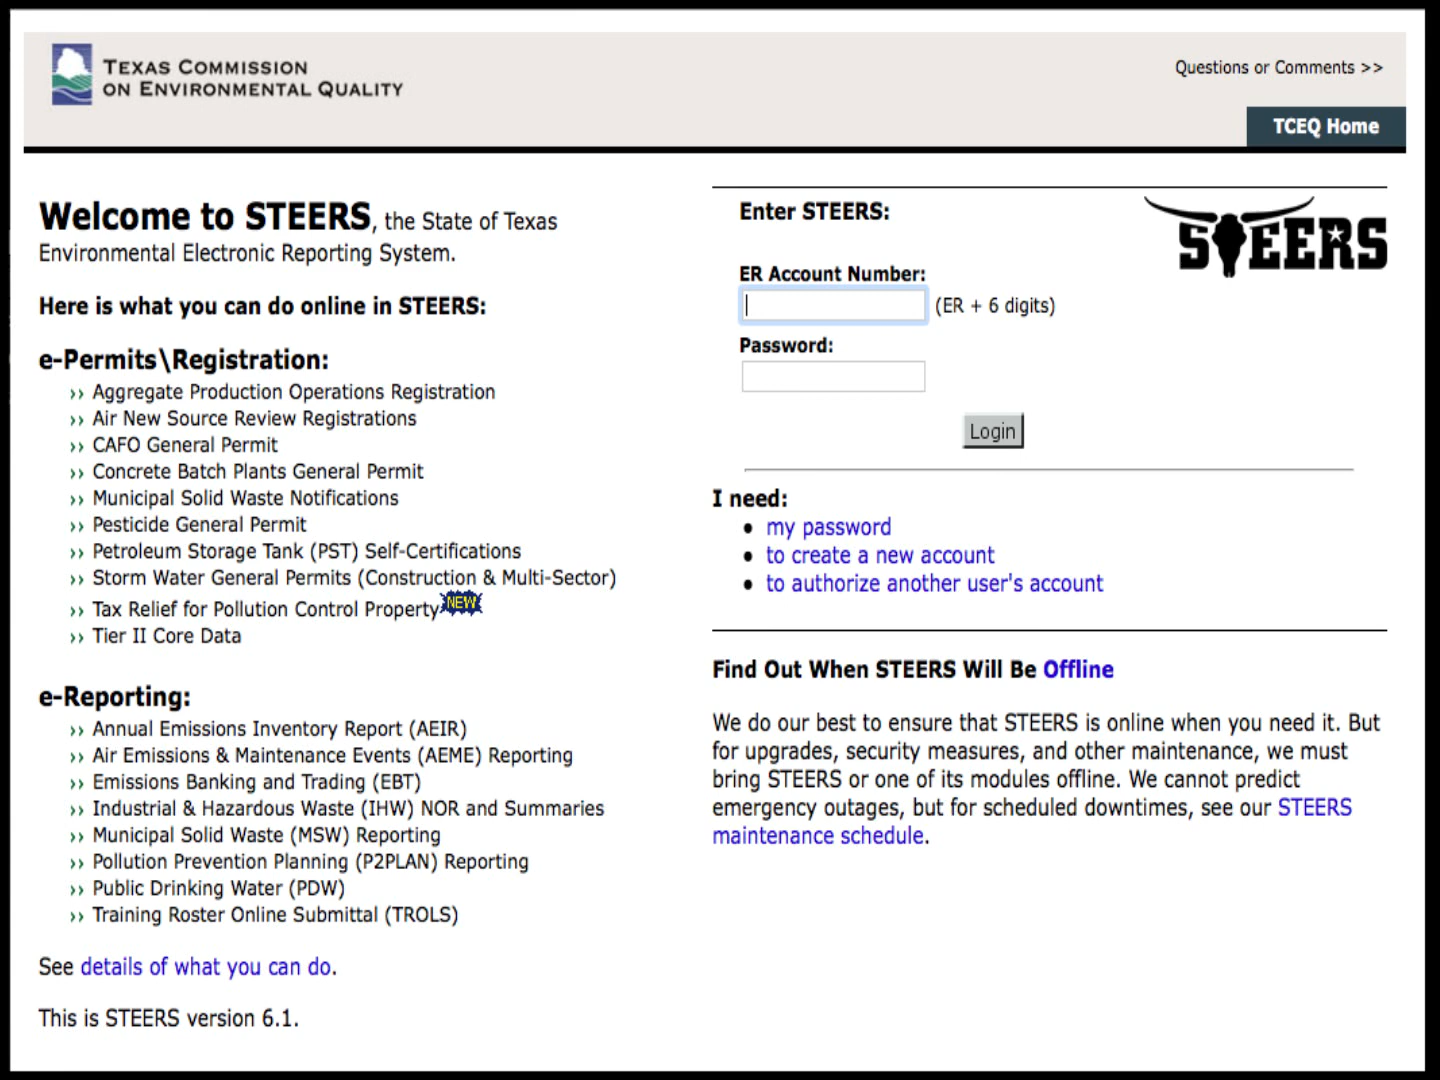 TEXAS COMMISSION
ON ENVIRONMENTAL QUALITY
Questions or Comments >>
TCEQ Home
Welcome to STEERS, the State of Texas
Environmental Electronic Reporting System.
Here is what you can do online in STEERS:
e-Permits\Registration:
›› Aggregate Production Operations Registration
›› Air New Source Review Registrations
›› CAFO General Permit
›› Concrete Batch Plants General Permit
›› Municipal Solid Waste Notifications
›› Pesticide General Permit
›› Petroleum Storage Tank (PST) Self-Certifications
›› Storm Water General Permits (Construction & Multi-Sector)
›› Tax Relief for Pollution Control Property NEW
›› Tier II Core Data
e-Reporting:
›› Annual Emissions Inventory Report (AEIR)
›› Air Emissions & Maintenance Events (AEME) Reporting
›› Emissions Banking and Trading (EBT)
›› Industrial & Hazardous Waste (IHW) NOR and Summaries
›› Municipal Solid Waste (MSW) Reporting
›› Pollution Prevention Planning (P2PLAN) Reporting
›› Public Drinking Water (PDW)
›› Training Roster Online Submittal (TROLS)
See details of what you can do.
This is STEERS version 6.1.
Enter STEERS:
STEERS
ER Account Number:
(ER + 6 digits)
Password:
Login
I need:
• my password
• to create a new account
• to authorize another user's account
Find Out When STEERS Will Be Offline
We do our best to ensure that STEERS is online when you need it. But
for upgrades, security measures, and other maintenance, we must
bring STEERS or one of its modules offline. We cannot predict
emergency outages, but for scheduled downtimes, see our STEERS
maintenance schedule.